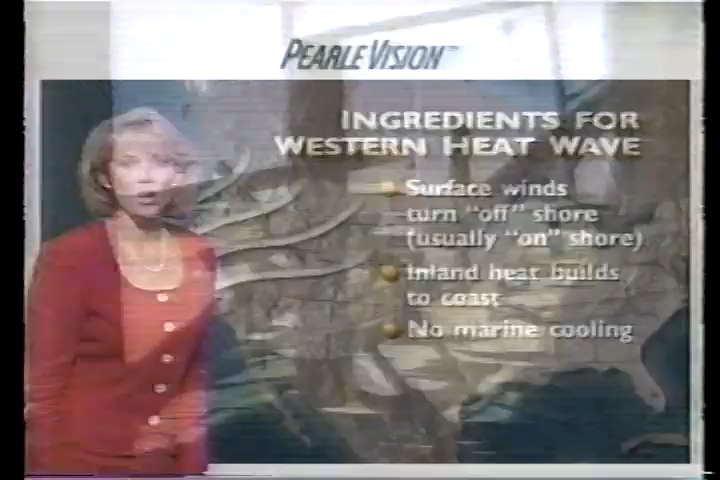 PEARLE VISION™
INGREDIENTS FOR
WESTERN HEAT WAVE
Surface winds
turn "off" shore
(usually "on" shore)
Inland heat builds
to coast
No marine cooling